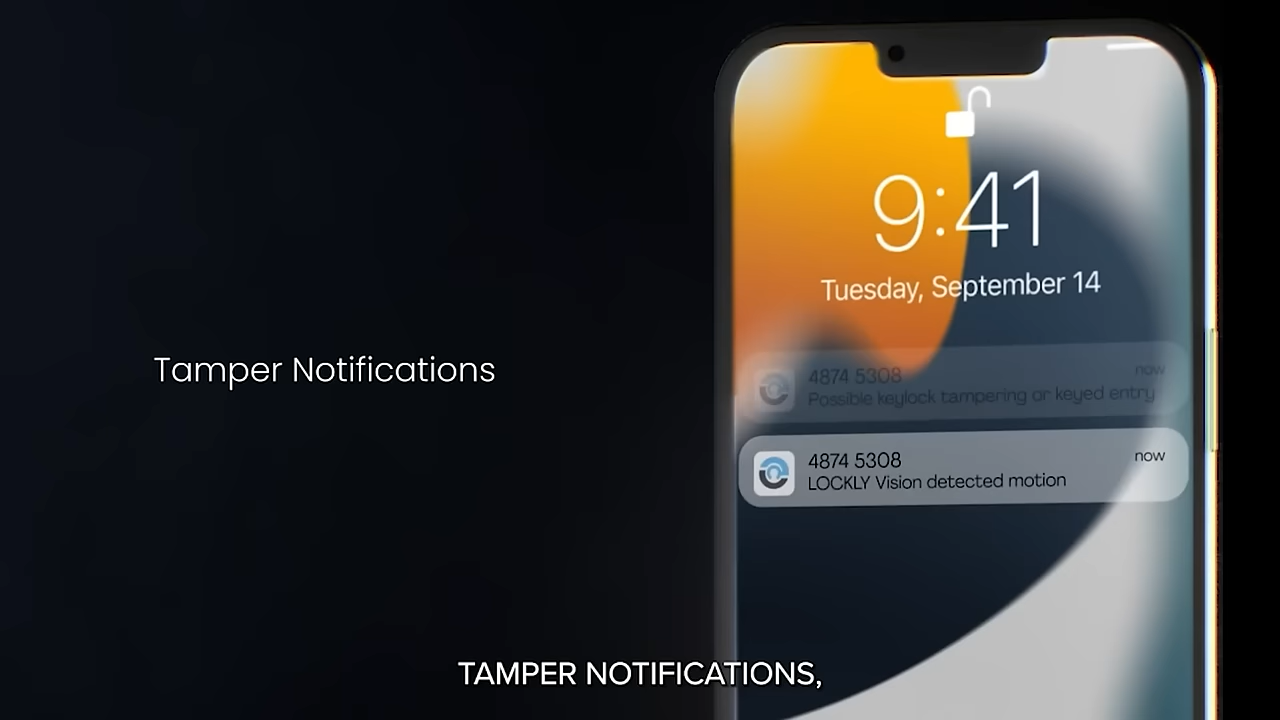 9:41
Tuesday, September 14
Tamper Notifications
4874 5308
now
Possible keylock tampering or keyed entry
4874 5308
now
LOCKLY Vision detected motion
TAMPER NOTIFICATIONS,